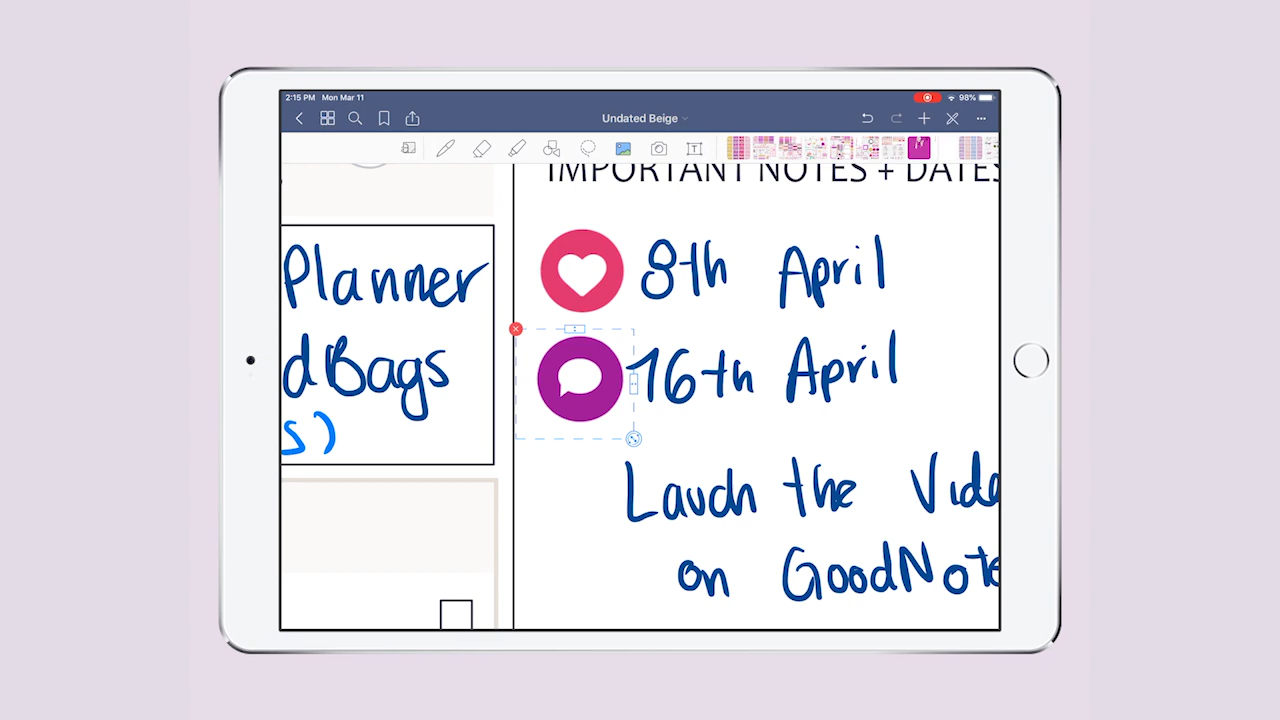 2:15 PM Mon Mar 11
98%
Undated Beige
T
IMPORTANT NOTES + DATES
Planner
dBags
s)
8th April
16th April
Lauch the Vide
on GoodNote